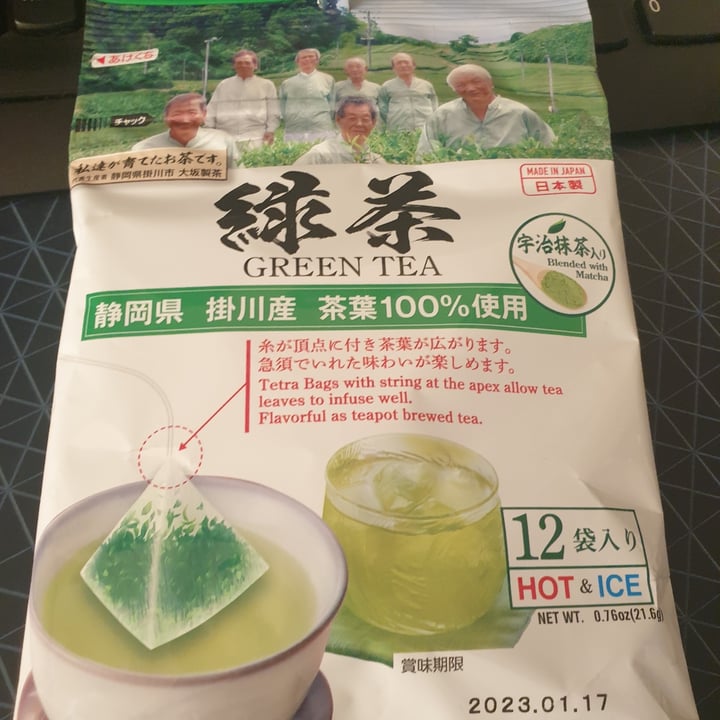 あけくち
チャック
私達が育てたお茶です。
静岡県掛川市 大坂製茶
MADE IN JAPAN
日本製
緑茶
GREEN TEA
宇治抹茶入り
Blended with
Matcha
静岡県 掛川産 茶葉100%使用
糸が頂点に付き茶葉が広がります。
急須でいれた味わいが楽しめます。
Tetra Bags with string at the apex allow tea
leaves to infuse well.
Flavorful as teapot brewed tea.
12袋入り
HOT & ICE
NET WT. 0.76oz(21.6g)
賞味期限
2023.01.17